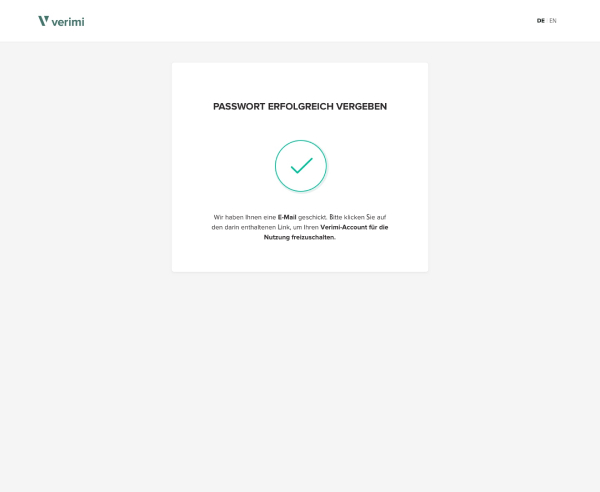 verimi
DE | EN
PASSWORT ERFOLGREICH VERGEBEN
Wir haben Ihnen eine E-Mail geschickt. Bitte klicken Sie auf
den darin enthaltenen Link, um Ihren Verimi-Account für die
Nutzung freizuschalten.